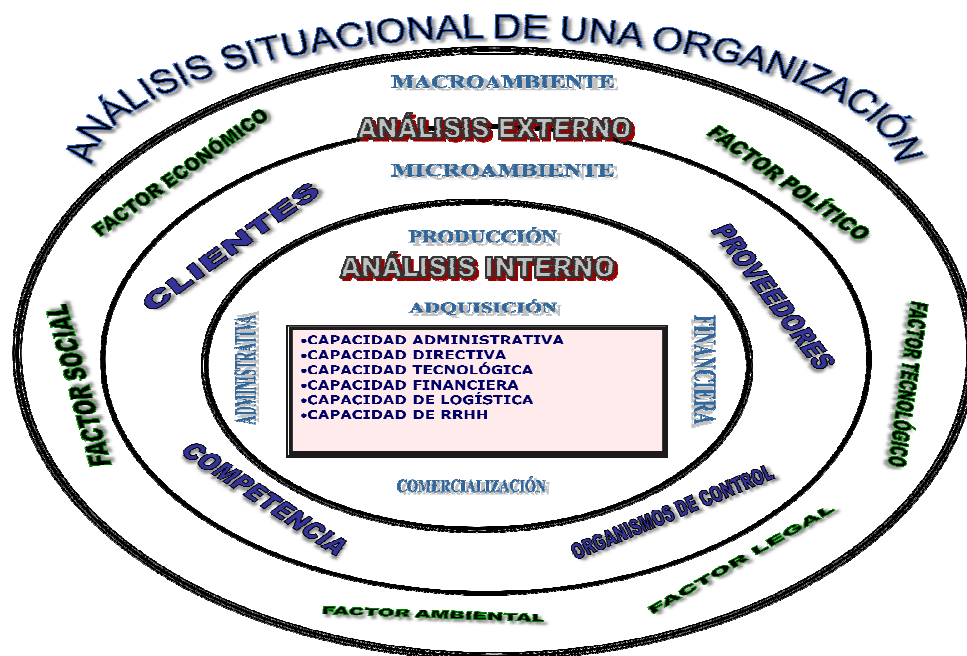 ANÁLISIS SITUACIONAL DE UNA ORGANIZACIÓN
MACROAMBIENTE
FACTOR ECONÓMICO
ANÁLISIS EXTERNO
FACTOR POLÍTICO
MICROAMBIENTE
CLIENTES
PROVEEDORES
PRODUCCIÓN
ANÁLISIS INTERNO
ADQUISICIÓN
FACTOR SOCIAL
ADMINISTRATIVA
•CAPACIDAD ADMINISTRATIVA
•CAPACIDAD DIRECTIVA
•CAPACIDAD TECNOLÓGICA
•CAPACIDAD FINANCIERA
•CAPACIDAD DE LOGÍSTICA
•CAPACIDAD DE RRHH
FINANCIERA
FACTOR TECNOLÓGICO
COMPETENCIA
COMERCIALIZACIÓN
ORGANISMOS DE CONTROL
FACTOR AMBIENTAL
FACTOR LEGAL